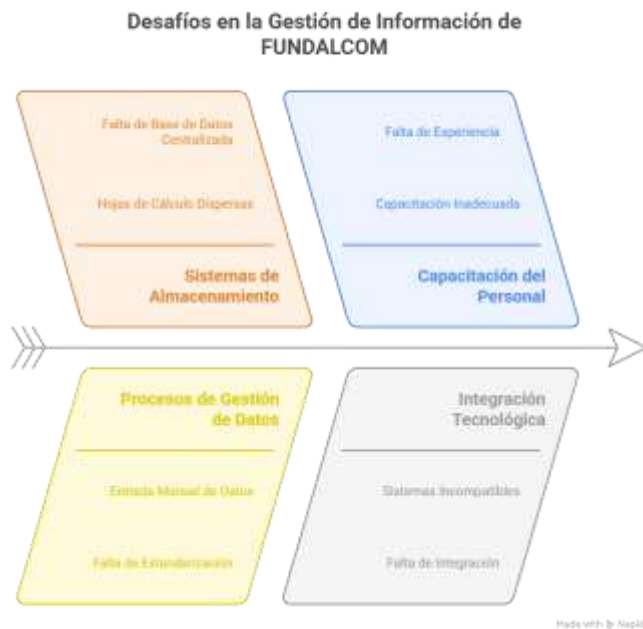 Desafíos en la Gestión de Información de
FUNDALCOM
Falta de Base de Datos
Centralizada
Hojas de Cálculo Dispersas
Sistemas de
Almacenamiento
Falta de Experiencia
Capacitación Inadecuada
Capacitación del
Personal
Procesos de Gestión
de Datos
Entrada Manual de Datos
Falta de Estandarización
Integración
Tecnológica
Sistemas Incompatibles
Falta de Integración
Made with Napkin